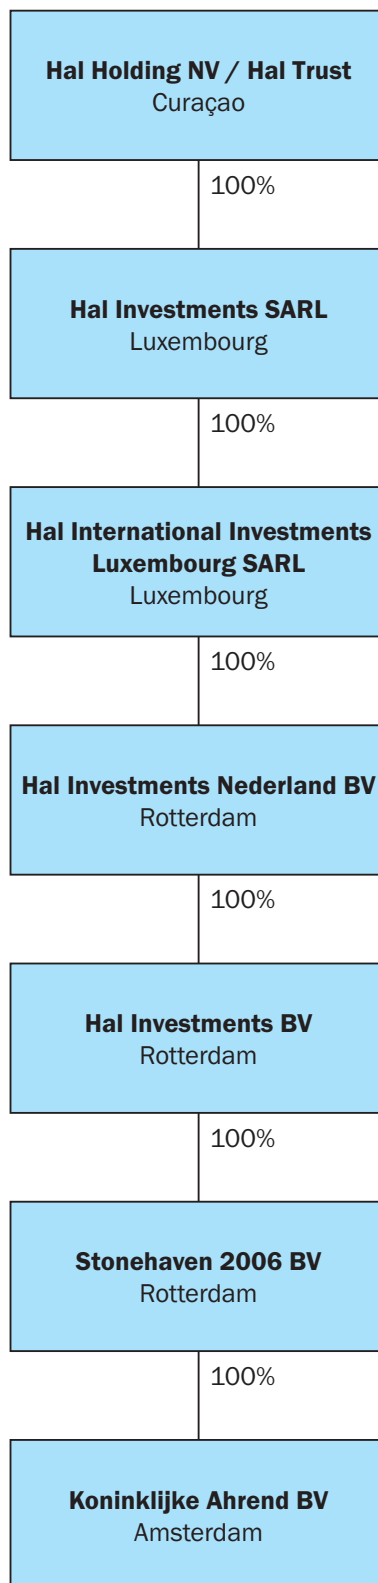 Hal Holding NV / Hal Trust
Curaçao
100%
Hal Investments SARL
Luxembourg
100%
Hal International Investments
Luxembourg SARL
Luxembourg
100%
Hal Investments Nederland BV
Rotterdam
100%
Hal Investments BV
Rotterdam
100%
Stonehaven 2006 BV
Rotterdam
100%
Koninklijke Ahrend BV
Amsterdam